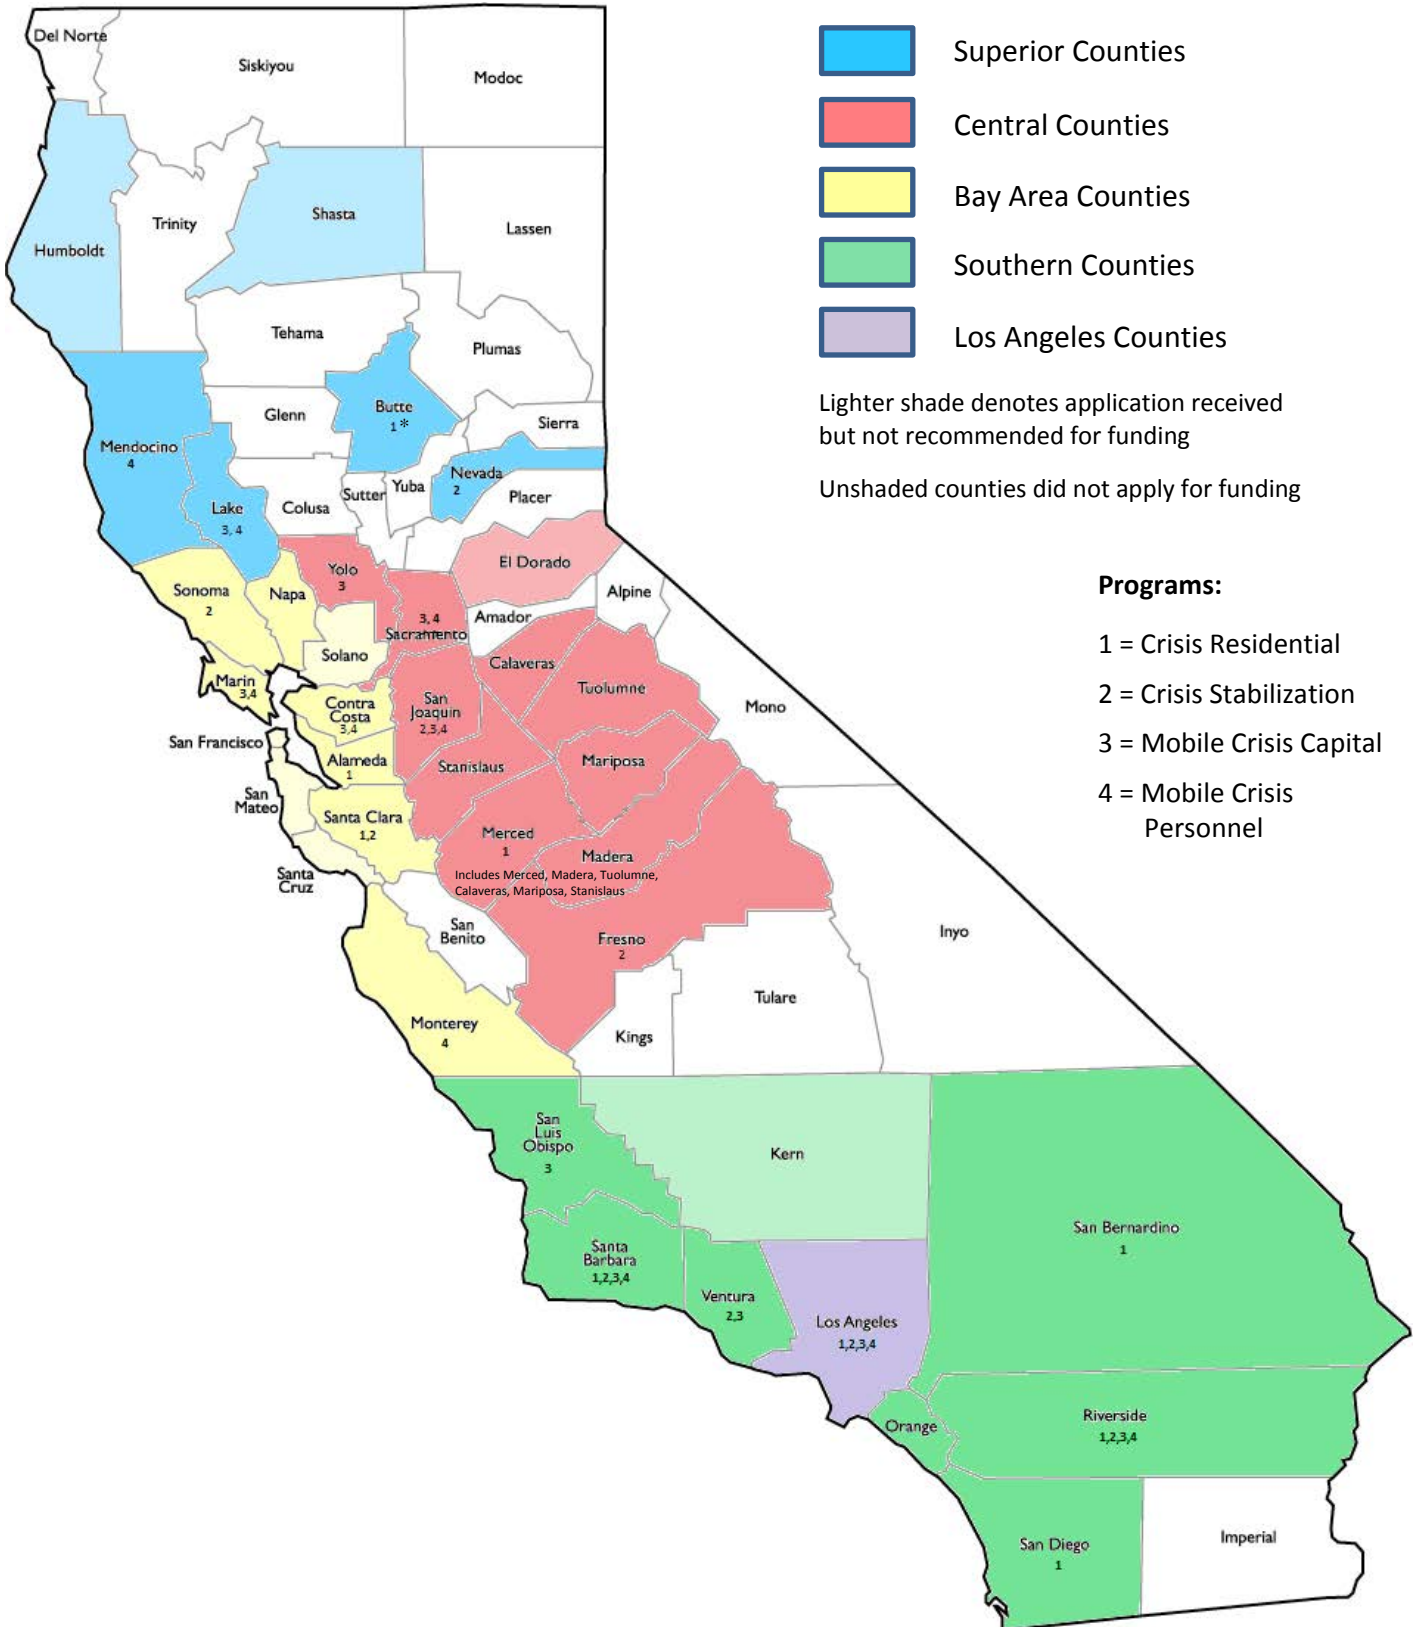 Del Norte
Siskiyou
Modoc
Humboldt
Trinity
Shasta
Lassen
Tehama
Plumas
Mendocino
4
Glenn
Butte
1 *
Sierra
Lake
3, 4
Colusa
Sutter
Yuba
Nevada
2
Placer
Sonoma
2
Napa
Yolo
3
El Dorado
Alpine
3, 4
Sacramento
Amador
Solano
Calaveras
Marin
3,4
Contra
Costa
3,4
San
Joaquin
2,3,4
Tuolumne
Mono
San Francisco
Alameda
1
Stanislaus
Mariposa
San
Mateo
Santa Clara
1,2
Merced
1
Madera
Includes Merced, Madera, Tuolumne,
Calaveras, Mariposa, Stanislaus
Santa
Cruz
San
Benito
Fresno
2
Inyo
Monterey
4
Kings
Tulare
San
Luis
Obispo
3
Kern
San Bernardino
1
Santa
Barbara
1,2,3,4
Ventura
2,3
Los Angeles
1,2,3,4
Orange
Riverside
1,2,3,4
San Diego
1
Imperial
Superior Counties
Central Counties
Bay Area Counties
Southern Counties
Los Angeles Counties
Lighter shade denotes application received
but not recommended for funding
Unshaded counties did not apply for funding
Programs:
1 = Crisis Residential
2 = Crisis Stabilization
3 = Mobile Crisis Capital
4 = Mobile Crisis
Personnel